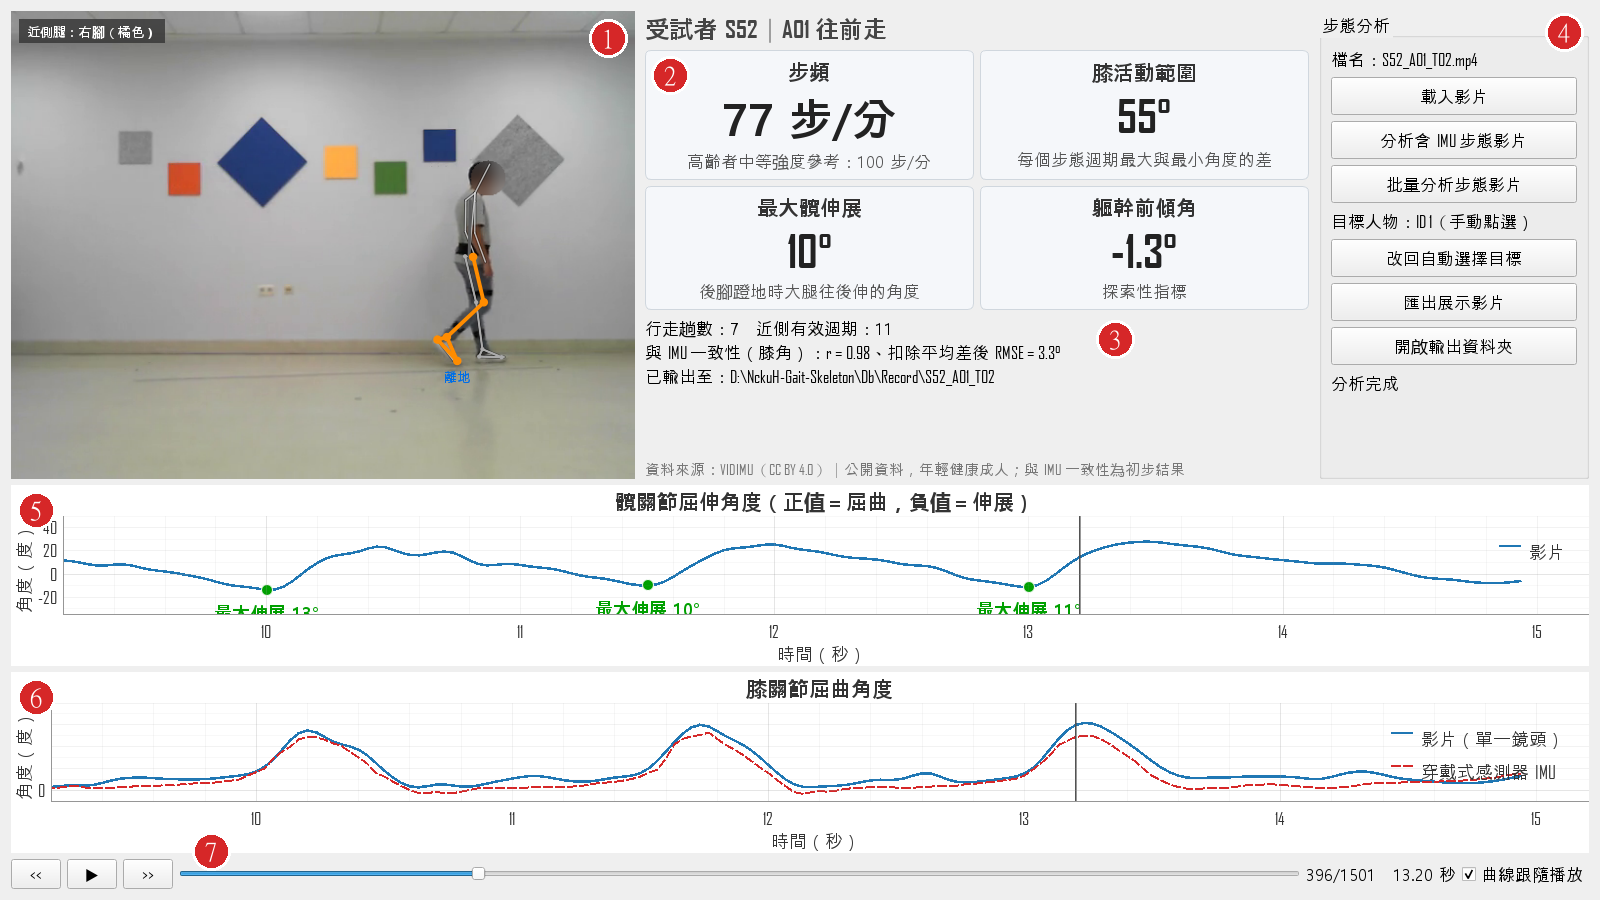 近側腿：右腳（橘色）
離地
1
受試者 S52｜A01 往前走
2
步頻
77 步/分
高齡者中等強度參考：100 步/分
膝活動範圍
55°
每個步態週期最大與最小角度的差
最大髖伸展
10°
後腳蹬地時大腿往後伸的角度
軀幹前傾角
-1.3°
探索性指標
行走趟數：7　近側有效週期：11
與 IMU 一致性（膝角）：r = 0.98、扣除平均差後 RMSE = 3.3°
已輸出至：D:\NckuH-Gait-Skeleton\Db\Record\S52_A01_T02
3
資料來源：VIDIMU（CC BY 4.0）｜公開資料，年輕健康成人；與 IMU 一致性為初步結果
步態分析
4
檔名：S52_A01_T02.mp4
載入影片
分析含 IMU 步態影片
批量分析步態影片
目標人物：ID1（手動點選）
改回自動選擇目標
匯出展示影片
開啟輸出資料夾
分析完成
5
髖關節屈伸角度（正值＝屈曲，負值＝伸展）
角度（度）
40
20
0
-20
最大伸展 13°
最大伸展 10°
最大伸展 11°
影片
10 11 12 13 14 15
時間（秒）
6
膝關節屈曲角度
角度（度）
0
影片（單一鏡頭）
穿戴式感測器 IMU
10 11 12 13 14 15
時間（秒）
7
<< ▶ >>
396/1501 13.20 秒 ✓ 曲線跟隨播放